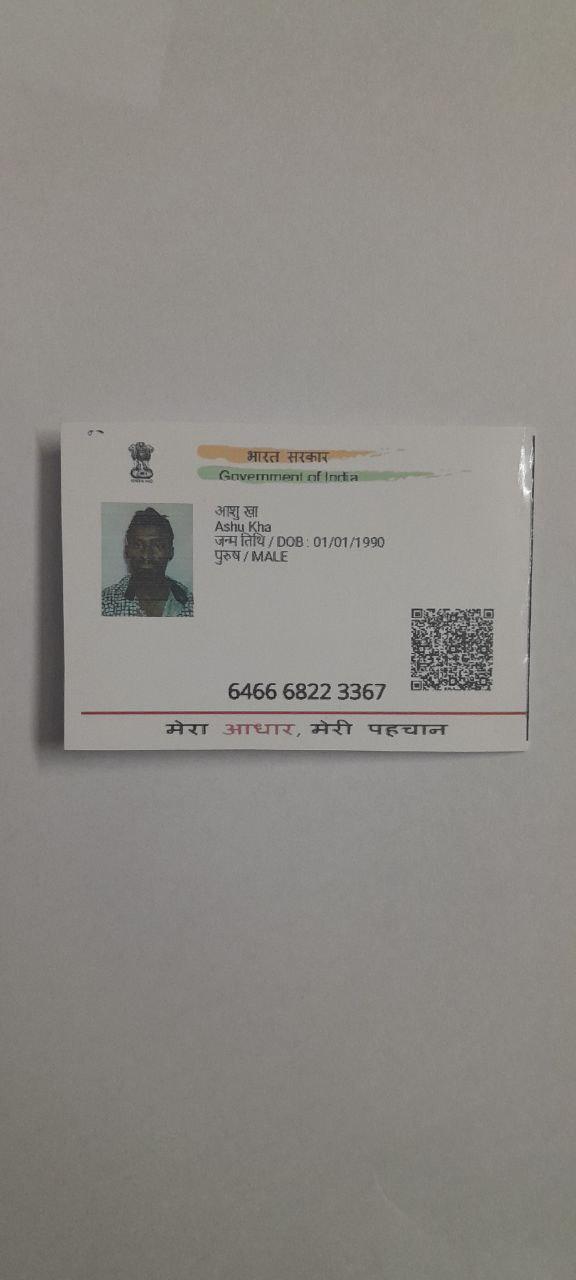 भारत सरकार
Government of India
आशु खा
Ashu Kha
जन्म तिथि / DOB : 01/01/1990
पुरुष / MALE
6466 6822 3367
मेरा आधार, मेरी पहचान